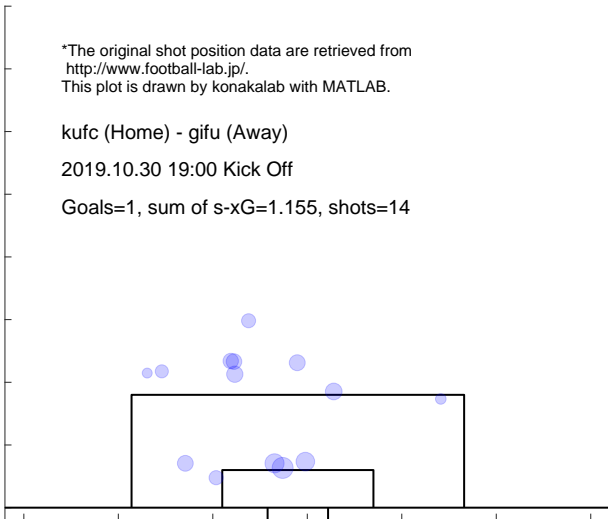 *The original shot position data are retrieved from
http://www.football-lab.jp/.
This plot is drawn by konakalab with MATLAB.
kufc (Home) - gifu (Away)
2019.10.30 19:00 Kick Off
Goals=1, sum of s-xG=1.155, shots=14